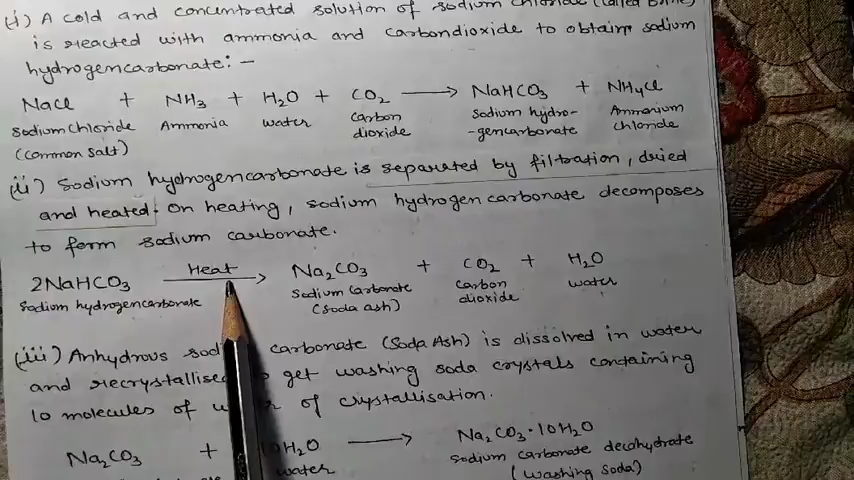 (i) A cold and concentrated solution of sodium chloride (called Brine)
is reacted with ammonia and carbondioxide to obtain sodium
hydrogencarbonate:-
NaCl + NH₃ + H₂O + CO₂ ⟶ NaHCO₃ + NH₄Cl
Sodium Chloride Ammonia water carbon Sodium hydro- Ammonium
(common salt) dioxide -gencarbonate chloride
(ii) Sodium hydrogencarbonate is separated by filtration, dried
and heated. on heating, sodium hydrogen carbonate decomposes
to form sodium carbonate.
2NaHCO₃ Heat ⟶ Na₂CO₃ + CO₂ + H₂O
Sodium hydrogencarbonate Sodium carbonate carbon water
(soda ash) dioxide
(iii) Anhydrous carbonate (Soda Ash) is dissolved in water
and get washing soda crystals containing
10 molecules of of crystallisation.
Na₂CO₃ + 10H₂O ⟶ Na₂CO₃·10H₂O
water Sodium carbonate decahydrate
(washing soda)